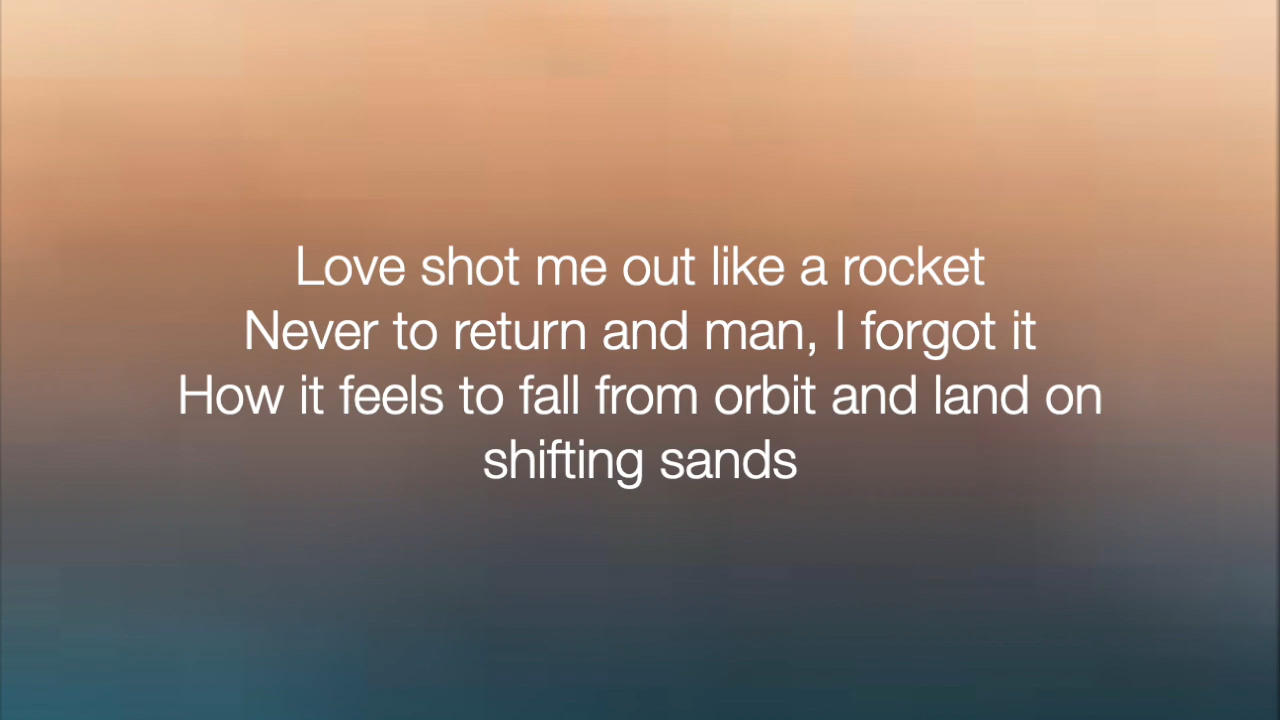 Love shot me out like a rocket
Never to return and man, I forgot it
How it feels to fall from orbit and land on
shifting sands